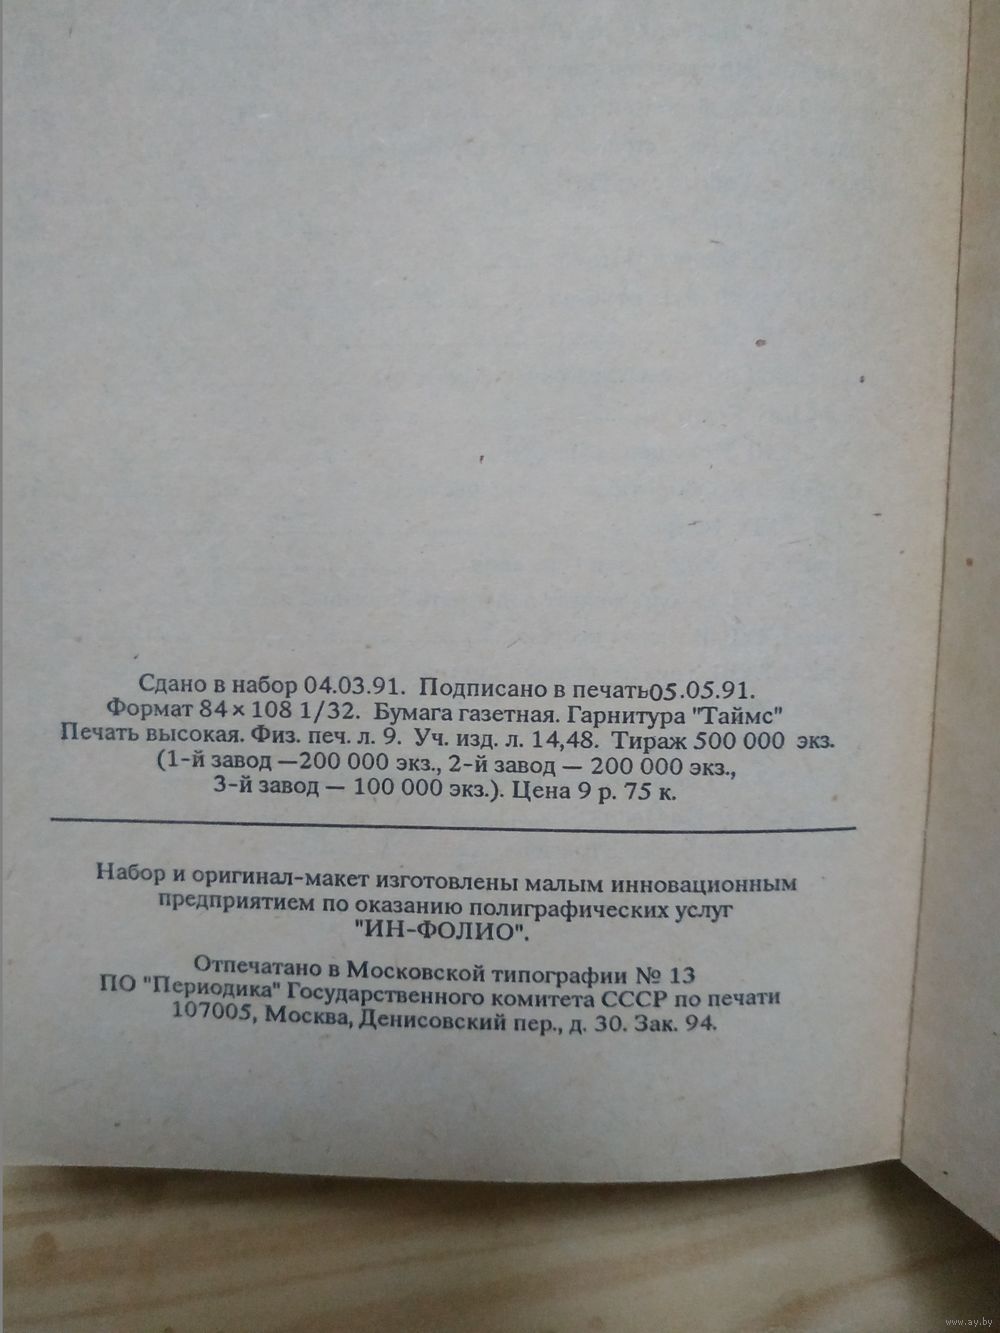 Сдано в набор 04.03.91. Подписано в печать05.05.91.
Формат 84×108 1/32. Бумага газетная. Гарнитура "Таймс"
Печать высокая. Физ. печ. л. 9. Уч. изд. л. 14,48. Тираж 500 000 экз.
(1-й завод —200 000 экз., 2-й завод — 200 000 экз.,
3-й завод — 100 000 экз.). Цена 9 р. 75 к.
Набор и оригинал-макет изготовлены малым инновационным
предприятием по оказанию полиграфических услуг
"ИН-ФОЛИО".
Отпечатано в Московской типографии № 13
ПО "Периодика" Государственного комитета СССР по печати
107005, Москва, Денисовский пер., д. 30. Зак. 94.
www.ay.by